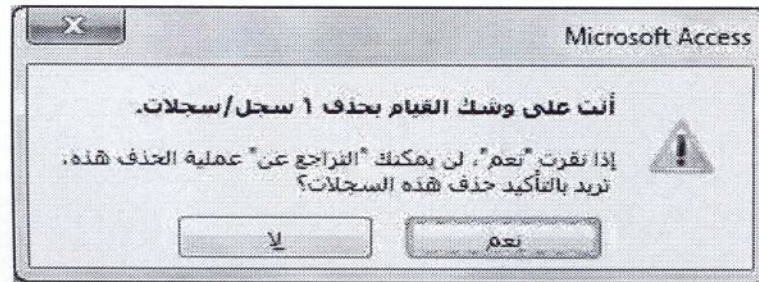 Microsoft Access
أنت على وشك القيام بحذف ١ سجل/سجلات.
إذا نقرت "نعم"، لن يمكنك "التراجع عن" عملية الحذف هذه.
تريد بالتأكيد حذف هذه السجلات؟
نعم
لا